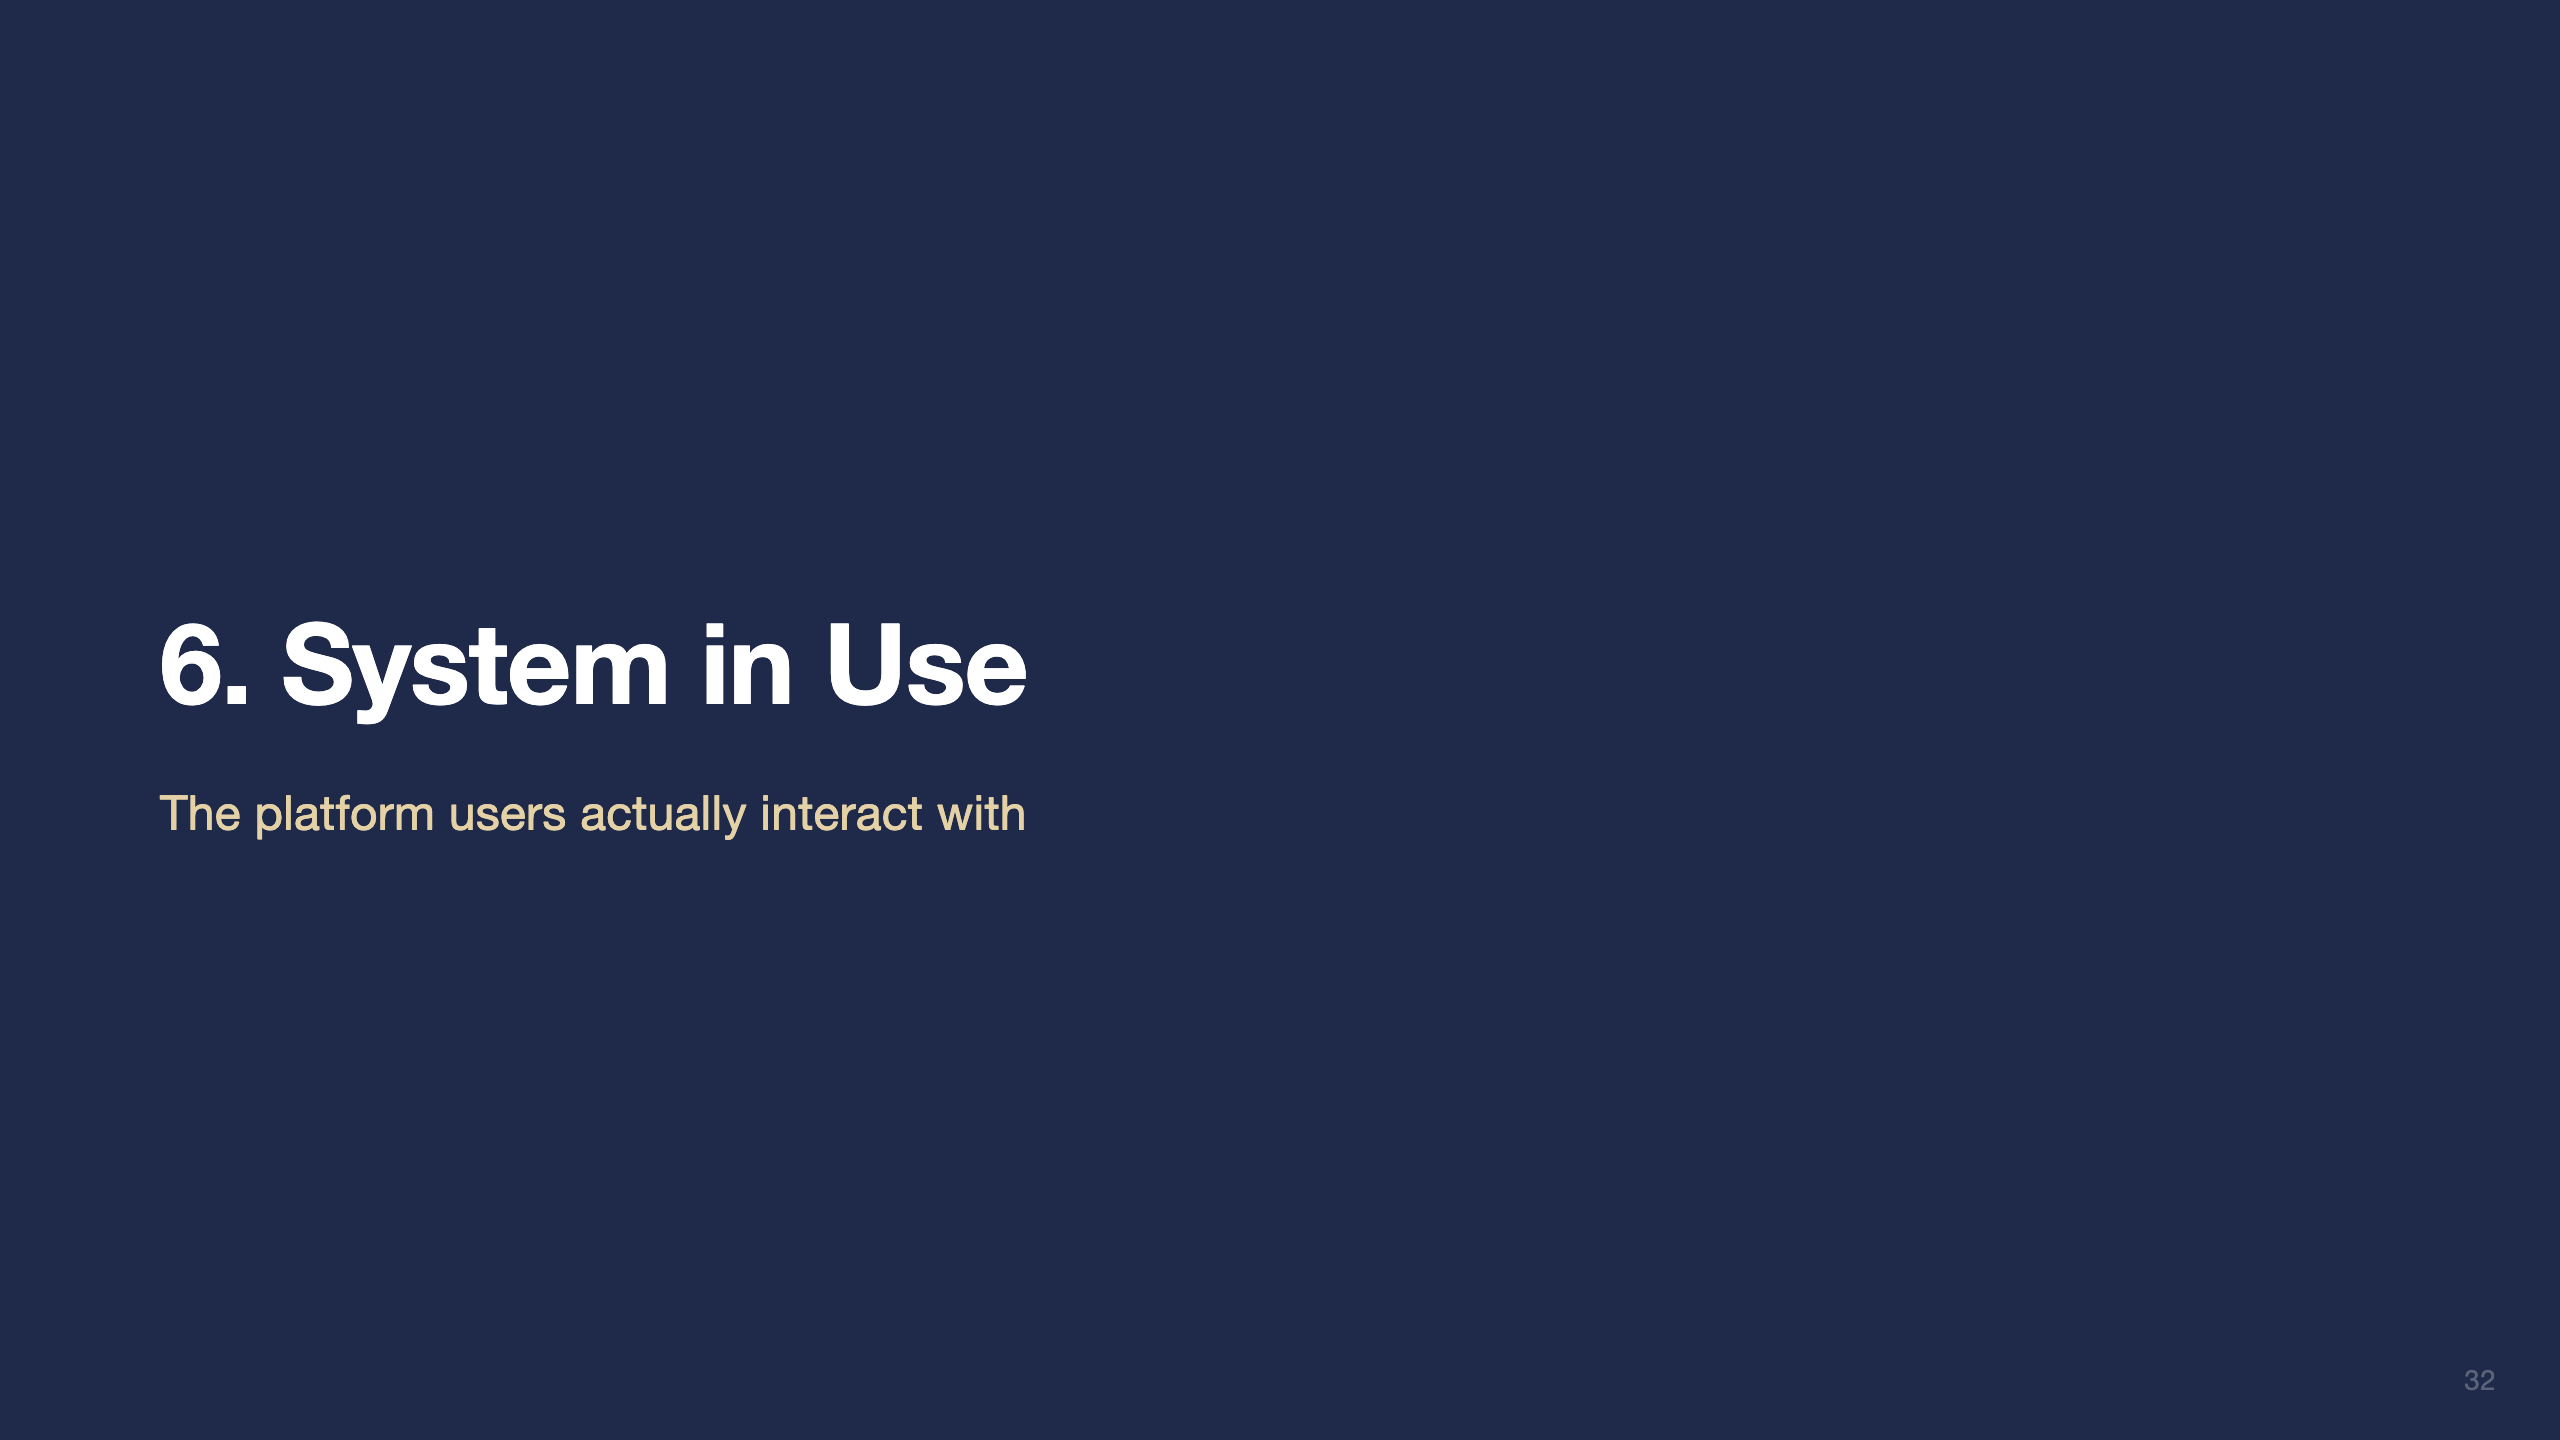 6. System in Use
The platform users actually interact with
32